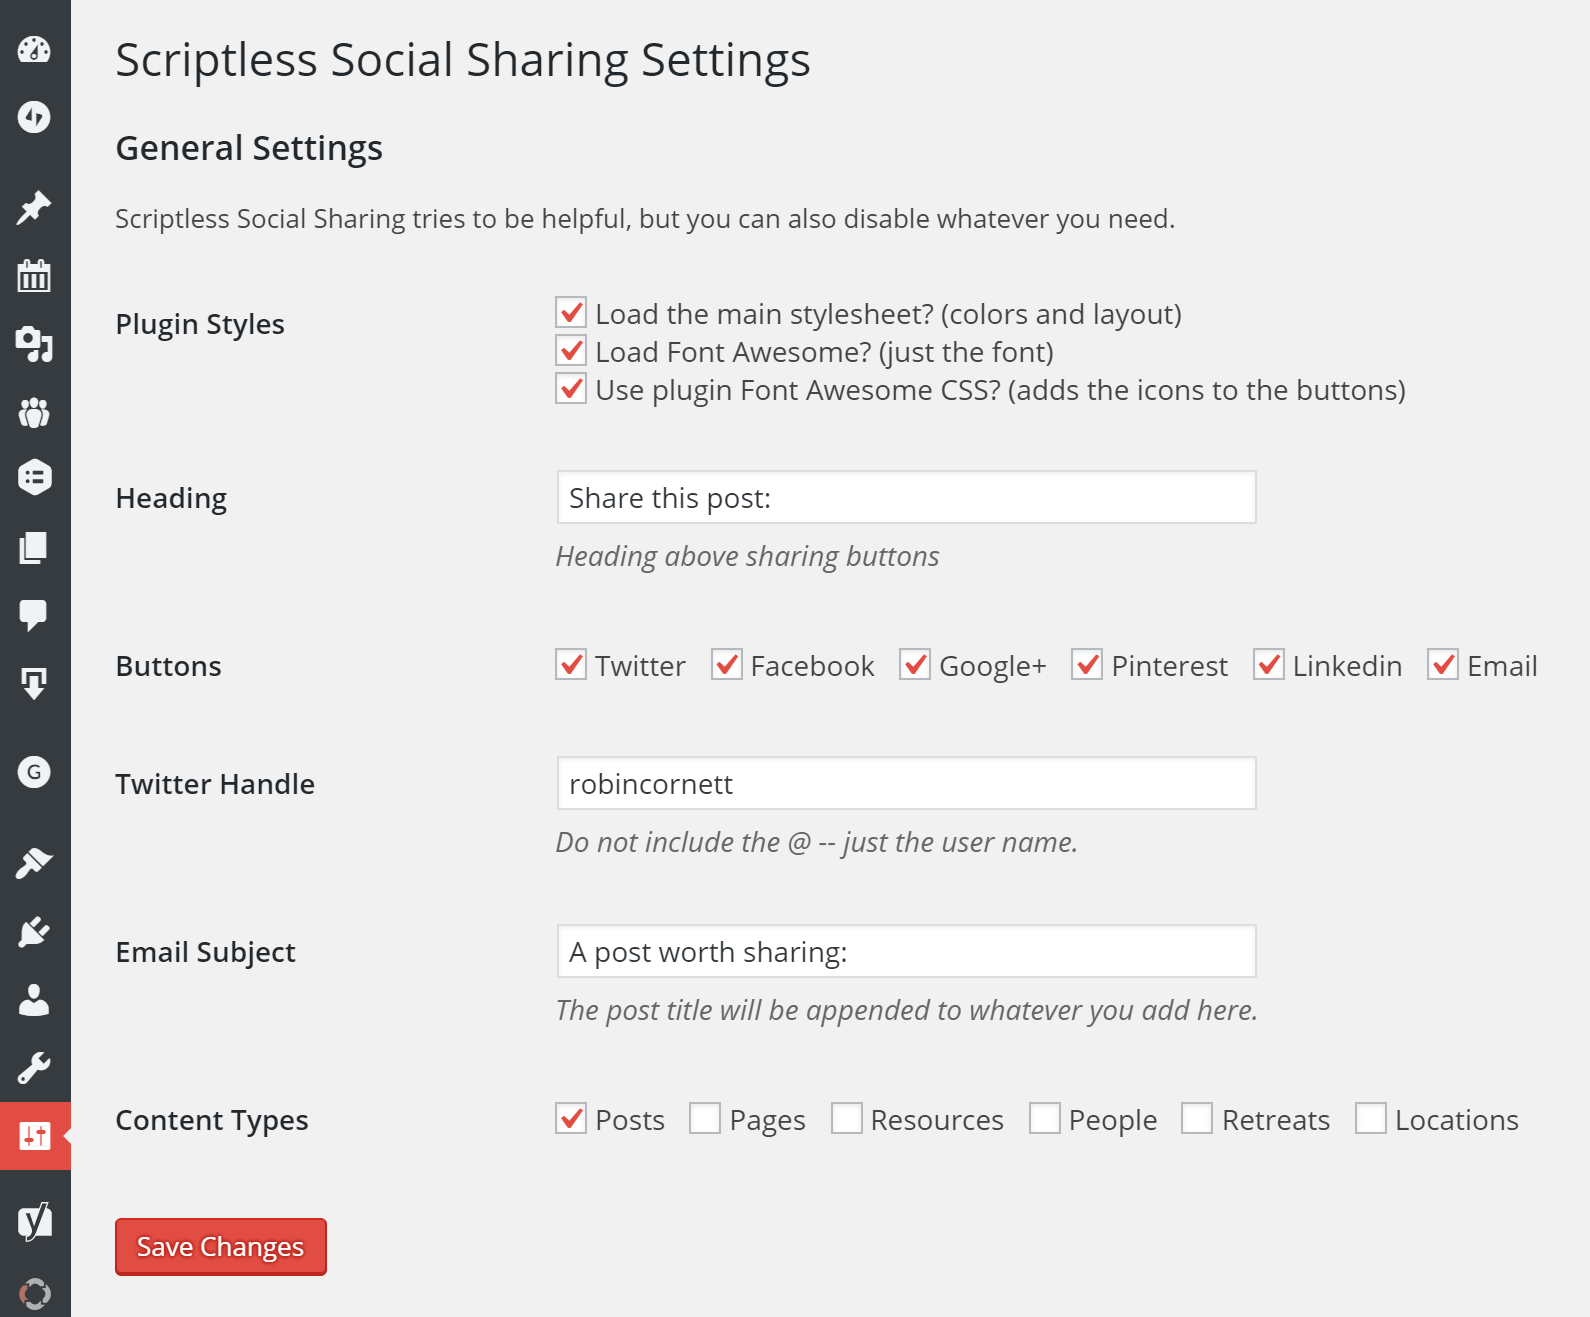 Scriptless Social Sharing Settings
General Settings
Scriptless Social Sharing tries to be helpful, but you can also disable whatever you need.
Plugin Styles
Load the main stylesheet? (colors and layout)
Load Font Awesome? (just the font)
Use plugin Font Awesome CSS? (adds the icons to the buttons)
Heading
Share this post:
Heading above sharing buttons
Buttons Twitter Facebook Google+ Pinterest Linkedin Email
G
Twitter Handle robincornett
Do not include the @ -- just the user name.
Email Subject A post worth sharing:
The post title will be appended to whatever you add here.
Content Types Posts Pages Resources People Retreats Locations
y
Save Changes